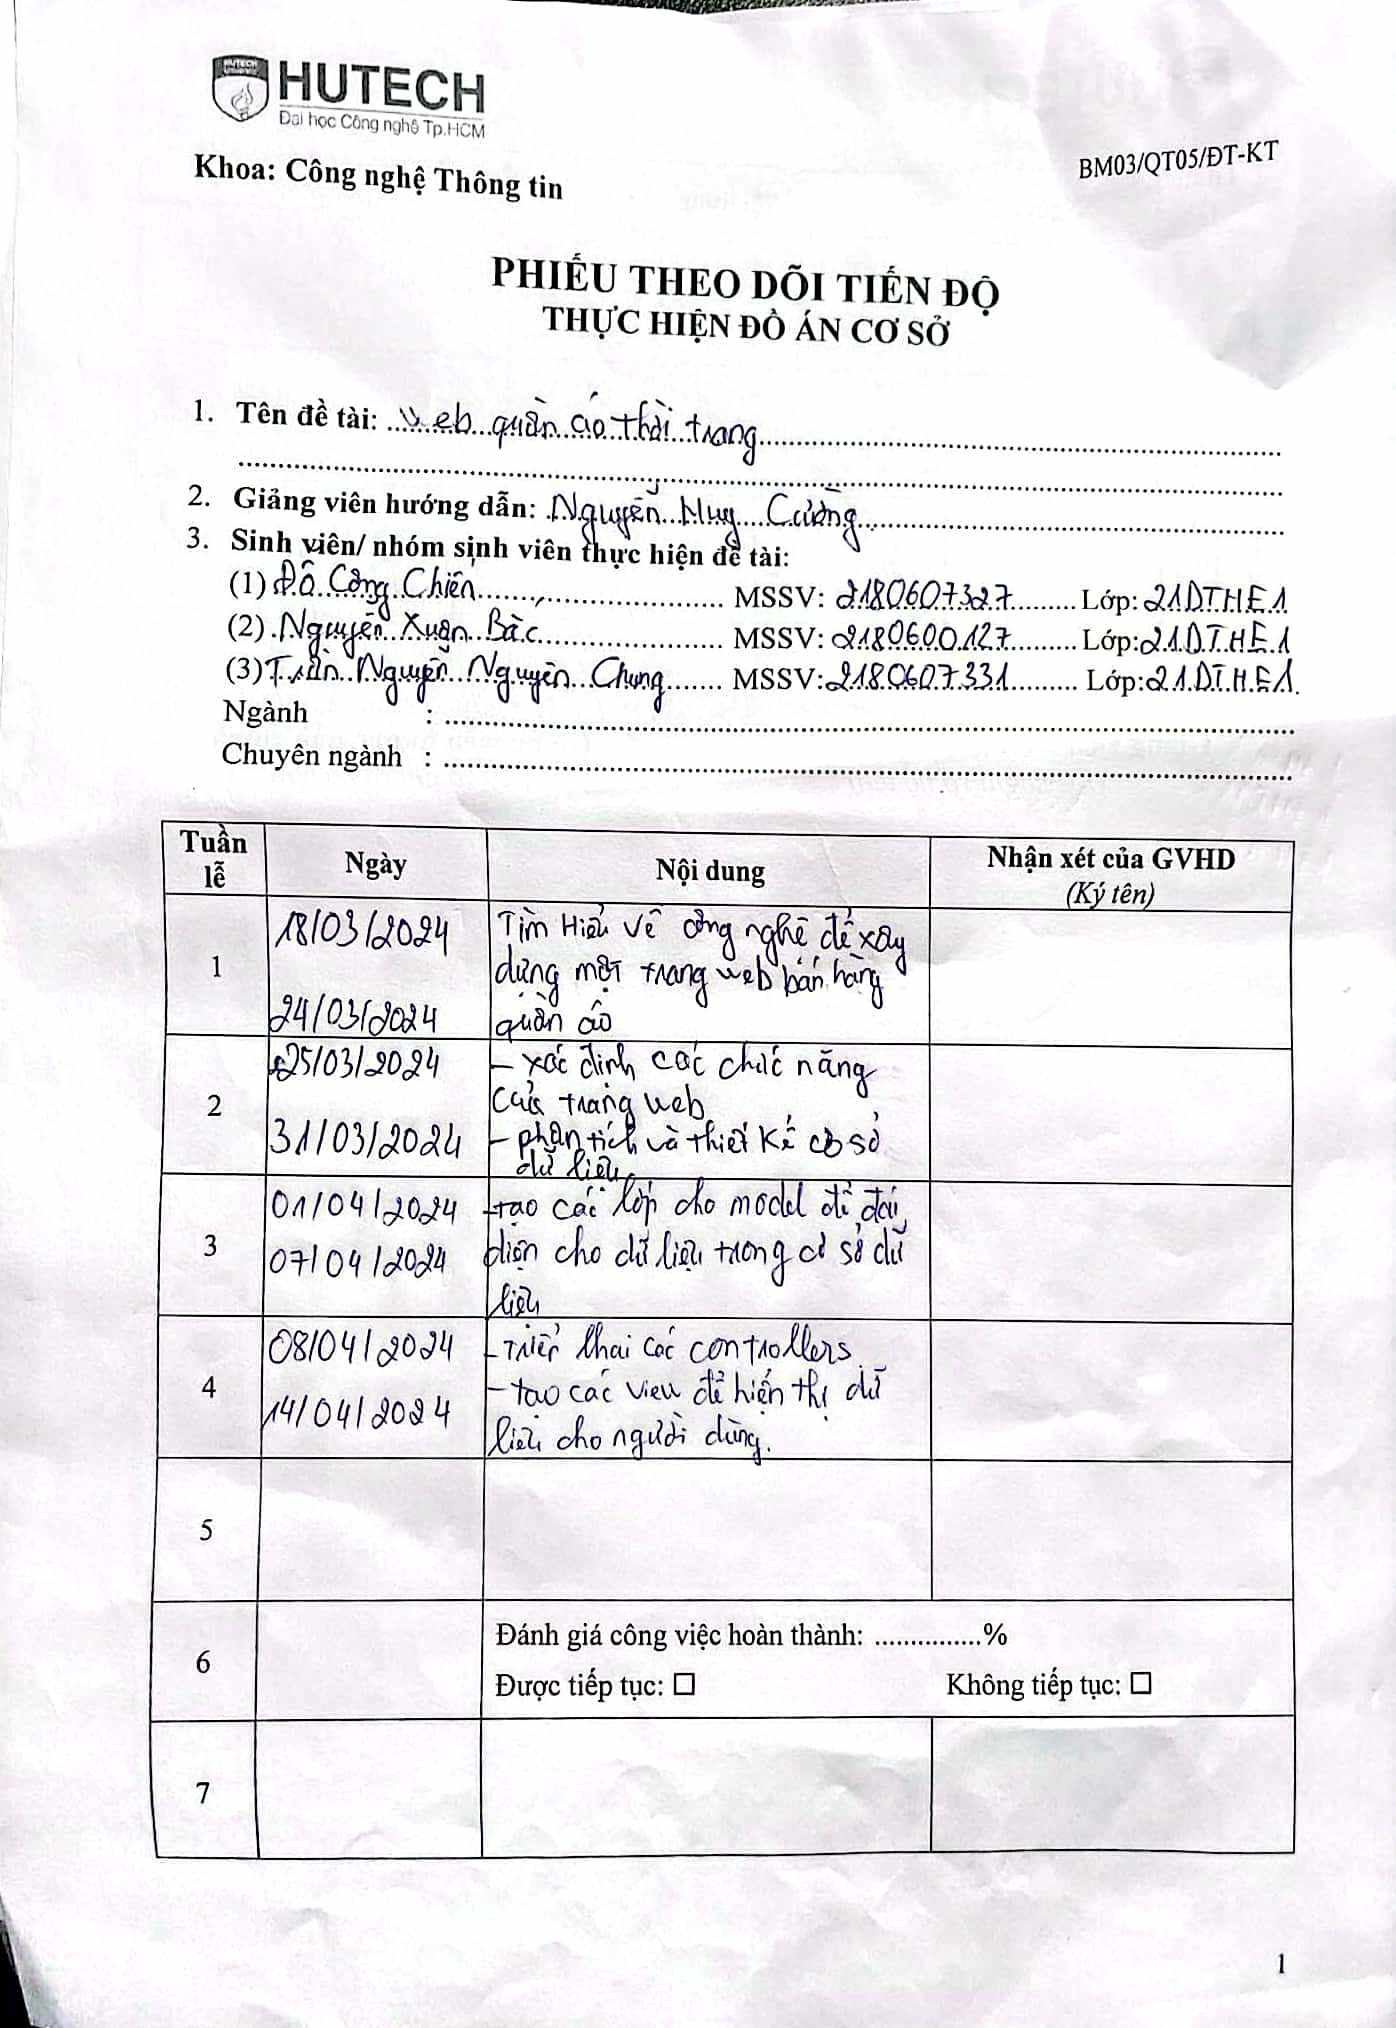 HUTECH
Đại học Công nghệ Tp.HCM
Khoa: Công nghệ Thông tin
BM03/QT05/ĐT-KT
PHIẾU THEO DÕI TIẾN ĐỘ
THỰC HIỆN ĐỒ ÁN CƠ SỞ
1. Tên đề tài: Web quần áo thời trang
2. Giảng viên hướng dẫn: Nguyễn Huy Cường
3. Sinh viên/ nhóm sinh viên thực hiện đề tài:
(1) Đỗ Công Chiến MSSV: 2180607327 Lớp: 21DTHE1
(2) Nguyễn Xuân Bắc MSSV: 2180600127 Lớp: 21DTHE1
(3) Trần Nguyễn Nguyên Chung MSSV: 2180607331 Lớp: 21DTHE1
Ngành :
Chuyên ngành :
Tuần lễ Ngày Nội dung Nhận xét của GVHD
(Ký tên)
1
18/03/2024
24/03/2024
Tìm Hiểu về công nghệ để xây
dựng một trang web bán hàng
quần áo
2
25/03/2024
31/03/2024
- xác định các chức năng
của trang web
- phân tích và thiết kế cơ sở
dữ liệu
3
01/04/2024
07/04/2024
- tạo các lớp cho model để đại
diện cho dữ liệu trong cơ sở dữ
liệu
4
08/04/2024
14/04/2024
- Triển khai các controllers
- tạo các view để hiển thị dữ
liệu cho người dùng.
5
6
Đánh giá công việc hoàn thành: ...............%
Được tiếp tục: ☐ Không tiếp tục: ☐
7
1